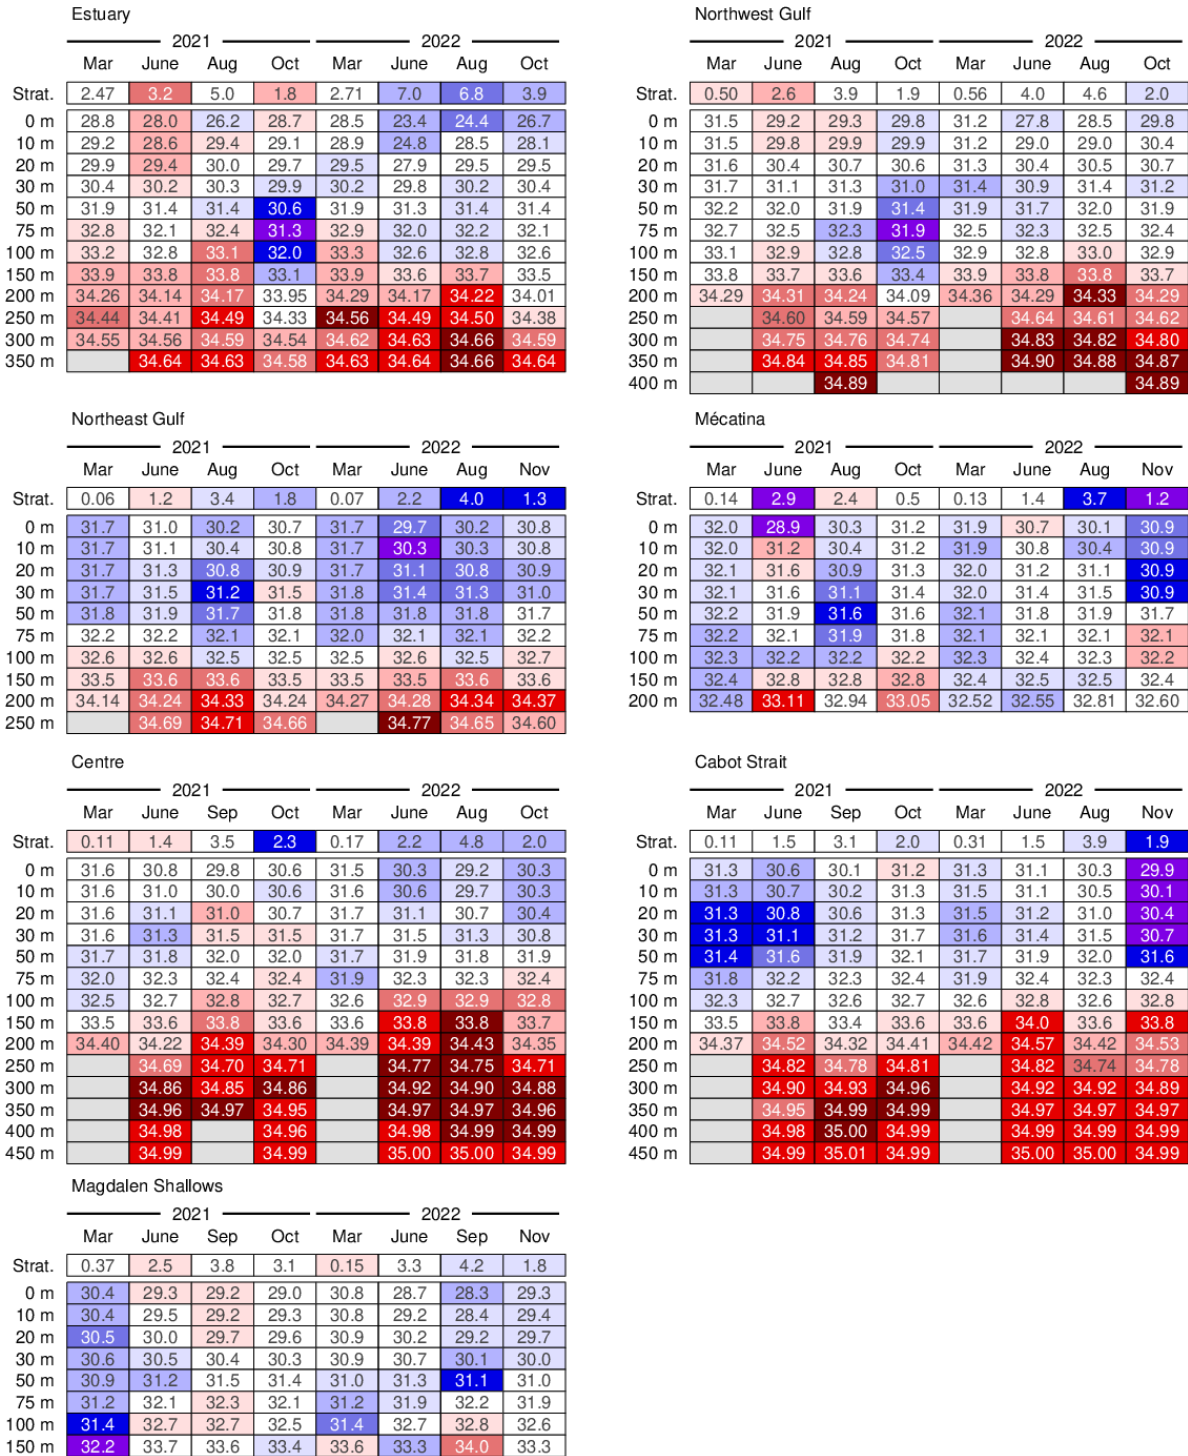 Estuary
2021 2022
Mar June Aug Oct Mar June Aug Oct
Strat. 2.47 3.2 5.0 1.8 2.71 7.0 6.8 3.9
0 m 28.8 28.0 26.2 28.7 28.5 23.4 24.4 26.7
10 m 29.2 28.6 29.4 29.1 28.9 24.8 28.5 28.1
20 m 29.9 29.4 30.0 29.7 29.5 27.9 29.5 29.5
30 m 30.4 30.2 30.3 29.9 30.2 29.8 30.2 30.4
50 m 31.9 31.4 31.4 30.6 31.9 31.3 31.4 31.4
75 m 32.8 32.1 32.4 31.3 32.9 32.0 32.2 32.1
100 m 33.2 32.8 33.1 32.0 33.3 32.6 32.8 32.6
150 m 33.9 33.8 33.8 33.1 33.9 33.6 33.7 33.5
200 m 34.26 34.14 34.17 33.95 34.29 34.17 34.22 34.01
250 m 34.44 34.41 34.49 34.33 34.56 34.49 34.50 34.38
300 m 34.55 34.56 34.59 34.54 34.62 34.63 34.66 34.59
350 m 34.64 34.63 34.58 34.63 34.64 34.66 34.64
Northwest Gulf
2021 2022
Mar June Aug Oct Mar June Aug Oct
Strat. 0.50 2.6 3.9 1.9 0.56 4.0 4.6 2.0
0 m 31.5 29.2 29.3 29.8 31.2 27.8 28.5 29.8
10 m 31.5 29.8 29.9 29.9 31.2 29.0 29.0 30.4
20 m 31.6 30.4 30.7 30.6 31.3 30.4 30.5 30.7
30 m 31.7 31.1 31.3 31.0 31.4 30.9 31.4 31.2
50 m 32.2 32.0 31.9 31.4 31.9 31.7 32.0 31.9
75 m 32.7 32.5 32.3 31.9 32.5 32.3 32.5 32.4
100 m 33.1 32.9 32.8 32.5 32.9 32.8 33.0 32.9
150 m 33.8 33.7 33.6 33.4 33.9 33.8 33.8 33.7
200 m 34.29 34.31 34.24 34.09 34.36 34.29 34.33 34.29
250 m 34.60 34.59 34.57 34.64 34.61 34.62
300 m 34.75 34.76 34.74 34.83 34.82 34.80
350 m 34.84 34.85 34.81 34.90 34.88 34.87
400 m 34.89 34.89
Northeast Gulf
2021 2022
Mar June Aug Oct Mar June Aug Nov
Strat. 0.06 1.2 3.4 1.8 0.07 2.2 4.0 1.3
0 m 31.7 31.0 30.2 30.7 31.7 29.7 30.2 30.8
10 m 31.7 31.1 30.4 30.8 31.7 30.3 30.3 30.8
20 m 31.7 31.3 30.8 30.9 31.7 31.1 30.8 30.9
30 m 31.7 31.5 31.2 31.5 31.8 31.4 31.3 31.0
50 m 31.8 31.9 31.7 31.8 31.8 31.8 31.8 31.7
75 m 32.2 32.2 32.1 32.1 32.0 32.1 32.1 32.2
100 m 32.6 32.6 32.5 32.5 32.5 32.6 32.5 32.7
150 m 33.5 33.6 33.6 33.5 33.5 33.5 33.6 33.6
200 m 34.14 34.24 34.33 34.24 34.27 34.28 34.34 34.37
250 m 34.69 34.71 34.66 34.77 34.65 34.60
Mécatina
2021 2022
Mar June Aug Oct Mar June Aug Nov
Strat. 0.14 2.9 2.4 0.5 0.13 1.4 3.7 1.2
0 m 32.0 28.9 30.3 31.2 31.9 30.7 30.1 30.9
10 m 32.0 31.2 30.4 31.2 31.9 30.8 30.4 30.9
20 m 32.1 31.6 30.9 31.3 32.0 31.2 31.1 30.9
30 m 32.1 31.6 31.1 31.4 32.0 31.4 31.5 30.9
50 m 32.2 31.9 31.6 31.6 32.1 31.8 31.9 31.7
75 m 32.2 32.1 31.9 31.8 32.1 32.1 32.1 32.1
100 m 32.3 32.2 32.2 32.2 32.3 32.4 32.3 32.2
150 m 32.4 32.8 32.8 32.8 32.4 32.5 32.5 32.4
200 m 32.48 33.11 32.94 33.05 32.52 32.55 32.81 32.60
Centre
2021 2022
Mar June Sep Oct Mar June Aug Oct
Strat. 0.11 1.4 3.5 2.3 0.17 2.2 4.8 2.0
0 m 31.6 30.8 29.8 30.6 31.5 30.3 29.2 30.3
10 m 31.6 31.0 30.0 30.6 31.6 30.6 29.7 30.3
20 m 31.6 31.1 31.0 30.7 31.7 31.1 30.7 30.4
30 m 31.6 31.3 31.5 31.5 31.7 31.5 31.3 30.8
50 m 31.7 31.8 32.0 32.0 31.7 31.9 31.8 31.9
75 m 32.0 32.3 32.4 32.4 31.9 32.3 32.3 32.4
100 m 32.5 32.7 32.8 32.7 32.6 32.9 32.9 32.8
150 m 33.5 33.6 33.8 33.6 33.6 33.8 33.8 33.7
200 m 34.40 34.22 34.39 34.30 34.39 34.39 34.43 34.35
250 m 34.69 34.70 34.71 34.77 34.75 34.71
300 m 34.86 34.85 34.86 34.92 34.90 34.88
350 m 34.96 34.97 34.95 34.97 34.97 34.96
400 m 34.98 34.96 34.98 34.99 34.99
450 m 34.99 34.99 35.00 35.00 34.99
Cabot Strait
2021 2022
Mar June Sep Oct Mar June Aug Nov
Strat. 0.11 1.5 3.1 2.0 0.31 1.5 3.9 1.9
0 m 31.3 30.6 30.1 31.2 31.3 31.1 30.3 29.9
10 m 31.3 30.7 30.2 31.3 31.5 31.1 30.5 30.1
20 m 31.3 30.8 30.6 31.3 31.5 31.2 31.0 30.4
30 m 31.3 31.1 31.2 31.7 31.6 31.4 31.5 30.7
50 m 31.4 31.6 31.9 32.1 31.7 31.9 32.0 31.6
75 m 31.8 32.2 32.3 32.4 31.9 32.4 32.3 32.4
100 m 32.3 32.7 32.6 32.7 32.6 32.8 32.6 32.8
150 m 33.5 33.8 33.4 33.6 33.6 34.0 33.6 33.8
200 m 34.37 34.52 34.32 34.41 34.42 34.57 34.42 34.53
250 m 34.82 34.78 34.81 34.82 34.74 34.78
300 m 34.90 34.93 34.96 34.92 34.92 34.89
350 m 34.95 34.99 34.99 34.97 34.97 34.97
400 m 34.98 35.00 34.99 34.99 34.99 34.99
450 m 34.99 35.01 34.99 35.00 35.00 34.99
Magdalen Shallows
2021 2022
Mar June Sep Oct Mar June Sep Nov
Strat. 0.37 2.5 3.8 3.1 0.15 3.3 4.2 1.8
0 m 30.4 29.3 29.2 29.0 30.8 28.7 28.3 29.3
10 m 30.4 29.5 29.2 29.3 30.8 29.2 28.4 29.4
20 m 30.5 30.0 29.7 29.6 30.9 30.2 29.2 29.7
30 m 30.6 30.5 30.4 30.3 30.9 30.7 30.1 30.0
50 m 30.9 31.2 31.5 31.4 31.0 31.3 31.1 31.0
75 m 31.2 32.1 32.3 32.1 31.2 31.9 32.2 31.9
100 m 31.4 32.7 32.7 32.5 31.4 32.7 32.8 32.6
150 m 32.2 33.7 33.6 33.4 33.6 33.3 34.0 33.3